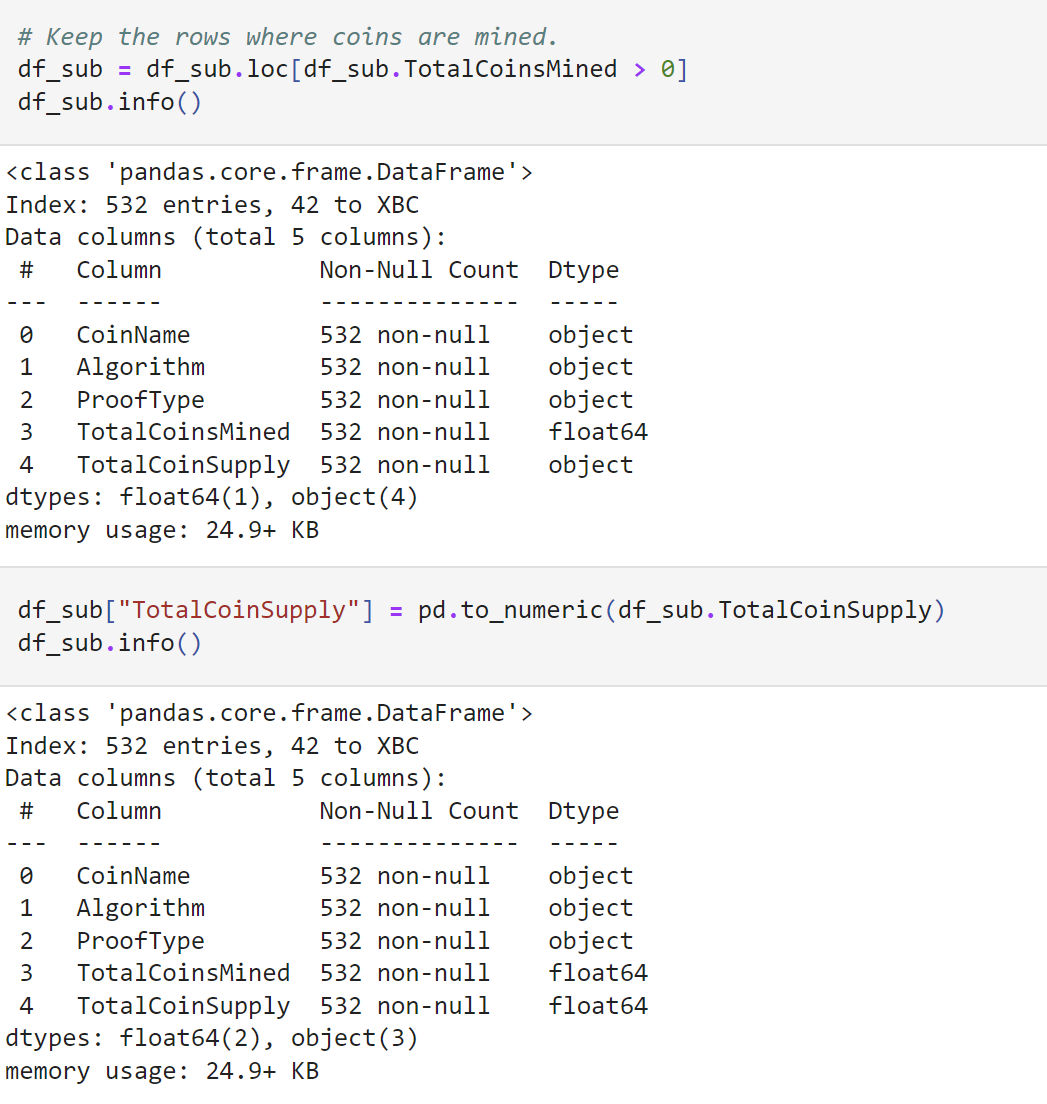 # Keep the rows where coins are mined.
df_sub = df_sub.loc[df_sub.TotalCoinsMined > 0]
df_sub.info()
<class 'pandas.core.frame.DataFrame'>
Index: 532 entries, 42 to XBC
Data columns (total 5 columns):
 #   Column           Non-Null Count  Dtype
---  ------           --------------  -----
 0   CoinName         532 non-null    object
 1   Algorithm        532 non-null    object
 2   ProofType        532 non-null    object
 3   TotalCoinsMined  532 non-null    float64
 4   TotalCoinSupply  532 non-null    object
dtypes: float64(1), object(4)
memory usage: 24.9+ KB
df_sub["TotalCoinSupply"] = pd.to_numeric(df_sub.TotalCoinSupply)
df_sub.info()
<class 'pandas.core.frame.DataFrame'>
Index: 532 entries, 42 to XBC
Data columns (total 5 columns):
 #   Column           Non-Null Count  Dtype
---  ------           --------------  -----
 0   CoinName         532 non-null    object
 1   Algorithm        532 non-null    object
 2   ProofType        532 non-null    object
 3   TotalCoinsMined  532 non-null    float64
 4   TotalCoinSupply  532 non-null    float64
dtypes: float64(2), object(3)
memory usage: 24.9+ KB